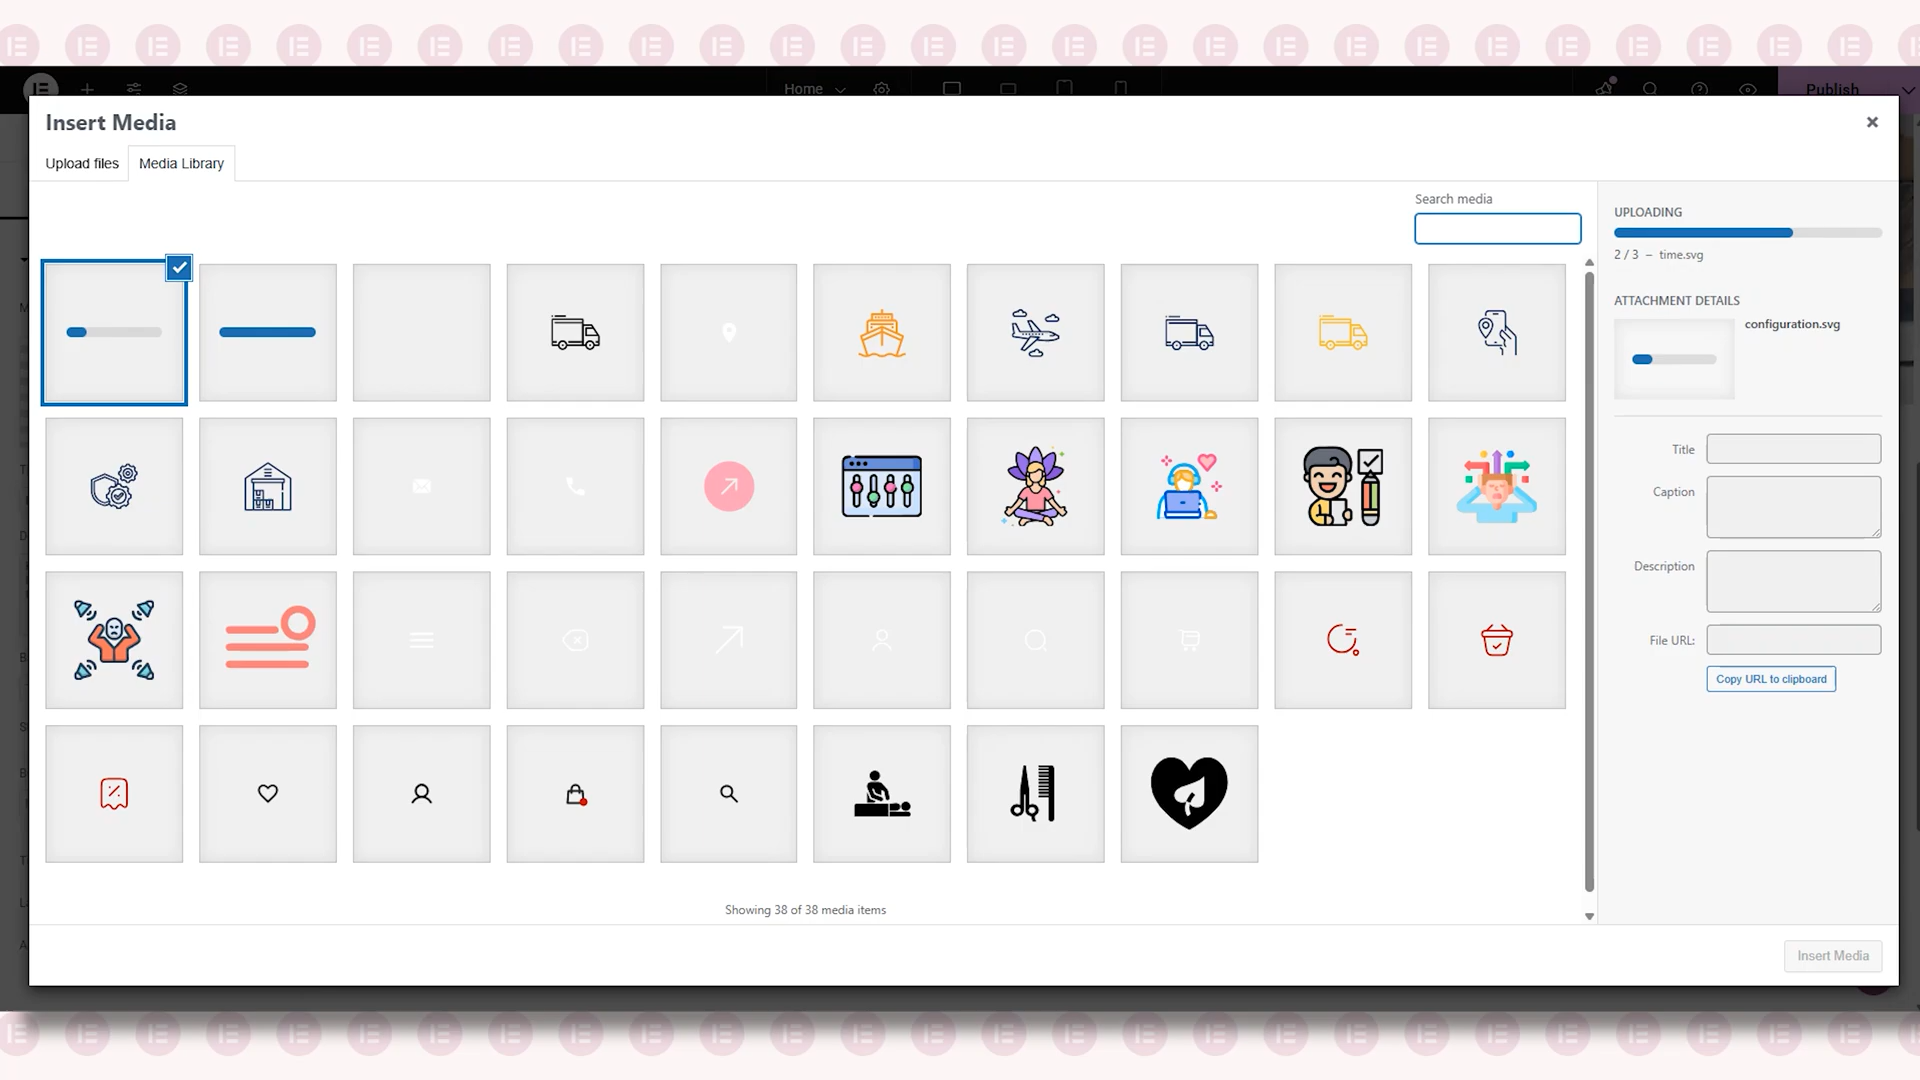 Home
Publish
Insert Media
Upload files
Media Library
Search media
UPLOADING
2 / 3 – time.svg
ATTACHMENT DETAILS
configuration.svg
Title
Caption
Description
File URL:
Copy URL to clipboard
Showing 38 of 38 media items
Insert Media